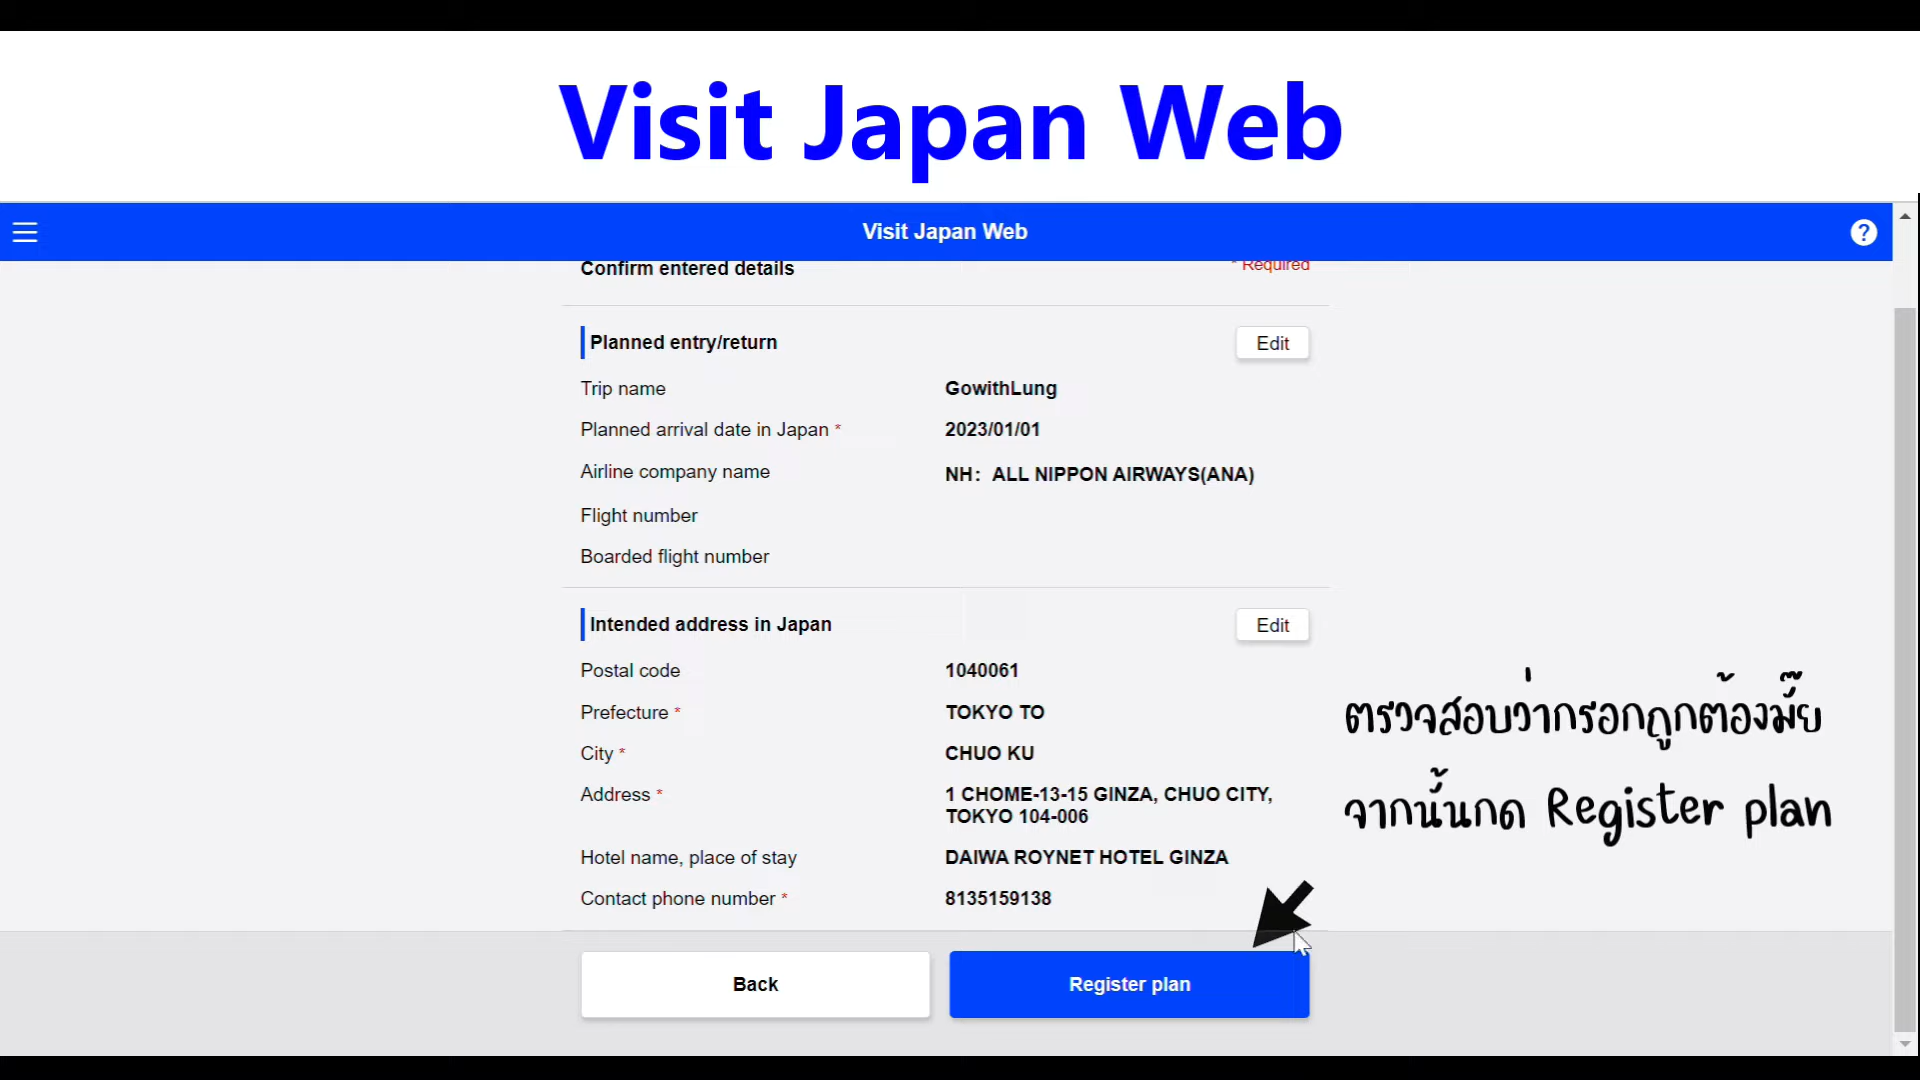 Visit Japan Web
Visit Japan Web
?
Confirm entered details
* Required
Planned entry/return
Edit
Trip name GowithLung
Planned arrival date in Japan * 2023/01/01
Airline company name NH：ALL NIPPON AIRWAYS(ANA)
Flight number
Boarded flight number
Intended address in Japan
Edit
Postal code 1040061
Prefecture * TOKYO TO
City * CHUO KU
Address * 1 CHOME-13-15 GINZA, CHUO CITY,
TOKYO 104-006
Hotel name, place of stay DAIWA ROYNET HOTEL GINZA
Contact phone number * 8135159138
ตรวจสอบว่ากรอกถูกต้องมั๊ย
จากนั้นกด Register plan
Back
Register plan